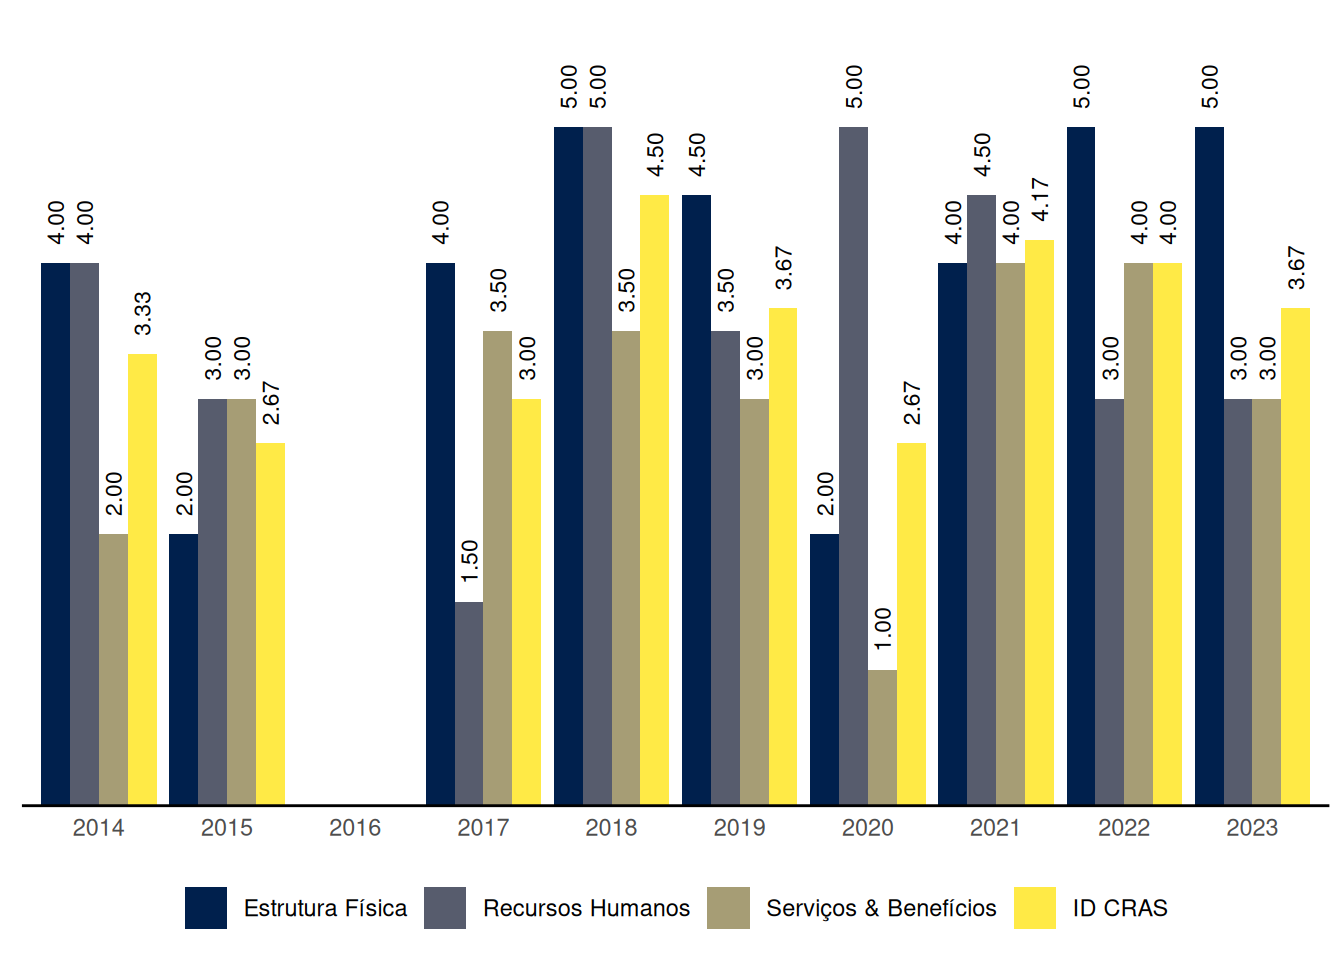 4.00 4.00 2.00 3.33
2.00 3.00 3.00 2.67
4.00 1.50 3.50 3.00
5.00 5.00 3.50 4.50
4.50 3.50 3.00 3.67
2.00 5.00 1.00 2.67
4.00 4.50 4.00 4.17
5.00 3.00 4.00 4.00
5.00 3.00 3.00 3.67
2014 2015 2016 2017 2018 2019 2020 2021 2022 2023
Estrutura Física Recursos Humanos Serviços & Benefícios ID CRAS